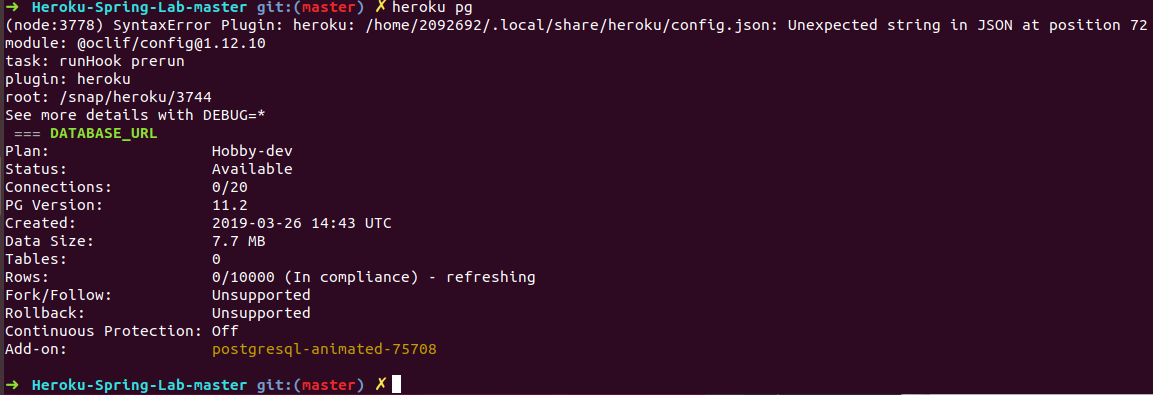 ➜  Heroku-Spring-Lab-master git:(master) ✗ heroku pg
(node:3778) SyntaxError Plugin: heroku: /home/2092692/.local/share/heroku/config.json: Unexpected string in JSON at position 72
module: @oclif/config@1.12.10
task: runHook prerun
plugin: heroku
root: /snap/heroku/3744
See more details with DEBUG=*
 === DATABASE_URL
Plan:                  Hobby-dev
Status:                Available
Connections:           0/20
PG Version:            11.2
Created:               2019-03-26 14:43 UTC
Data Size:             7.7 MB
Tables:                0
Rows:                  0/10000 (In compliance) - refreshing
Fork/Follow:           Unsupported
Rollback:              Unsupported
Continuous Protection: Off
Add-on:                postgresql-animated-75708
➜  Heroku-Spring-Lab-master git:(master) ✗